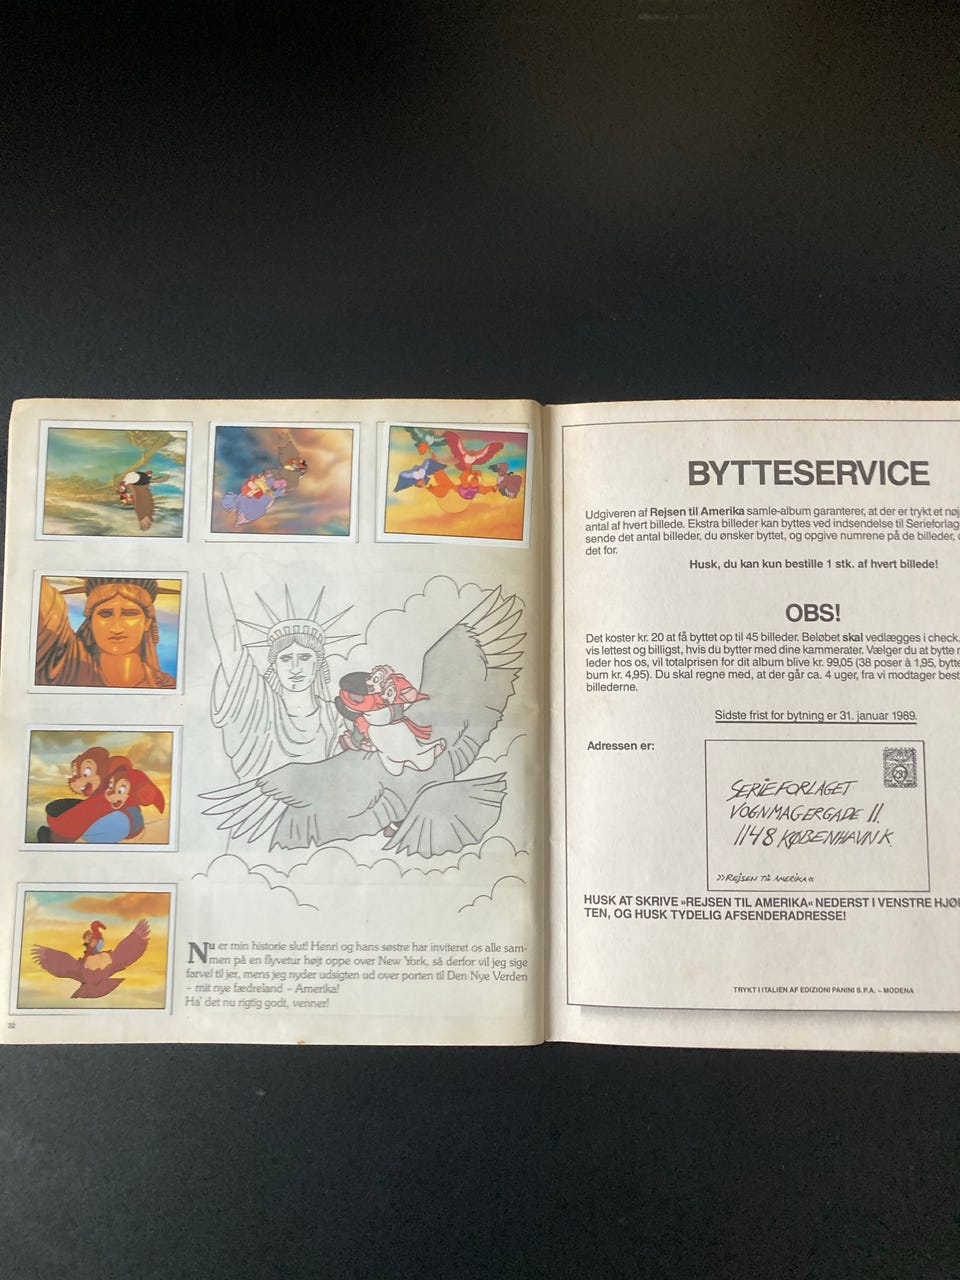 Nu er min historie slut! Henri og hans søstre har inviteret os alle sam-
men på en flyvetur højt oppe over New York, så derfor vil jeg sige
farvel til jer, mens jeg nyder udsigten ud over porten til Den Nye Verden
– mit nye fædreland – Amerika!
Ha' det nu rigtig godt, venner!
32
BYTTESERVICE
Udgiveren af Rejsen til Amerika samle-album garanterer, at der er trykt et
antal af hvert billede. Ekstra billeder kan byttes ved indsendelse til
sende det antal billeder, du ønsker byttet, og opgive numrene på de billeder,
det for.
Husk, du kan kun bestille 1 stk. af hvert billede!
OBS!
Det koster kr. 20 at få byttet op til 45 billeder. Beløbet skal vedlægges i check.
vis lettest og billigst, hvis du bytter med dine kammerater. Vælger du at bytte
leder hos os, vil totalprisen for dit album blive kr. 99,05 (38 poser à 1,95,
bum kr. 4,95). Du skal regne med, at der går ca. 4 uger, fra vi modtager
billederne.
Sidste frist for bytning er 31. januar 1989.
Adressen er:
SERIEFORLAGET
VOGNMAGERGADE 11.
1148 KØBENHAVN K.
»REJSEN TIL AMERIKA«
HUSK AT SKRIVE »REJSEN TIL AMERIKA« NEDERST I VENSTRE
TEN, OG HUSK TYDELIG AFSENDERADRESSE!
TRYKT I ITALIEN AF EDIZIONI PANINI S.P.A. – MODENA